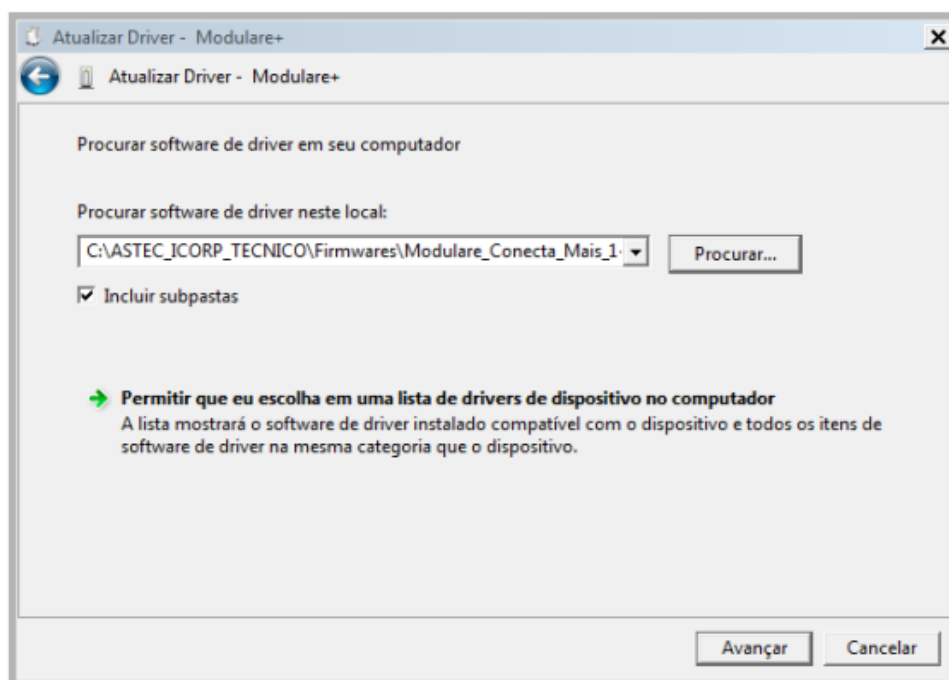 Atualizar Driver - Modulare+
Atualizar Driver - Modulare+
Procurar software de driver em seu computador
Procurar software de driver neste local:
C:\ASTEC_ICORP_TECNICO\Firmwares\Modulare_Conecta_Mais_1
Procurar...
Incluir subpastas
Permitir que eu escolha em uma lista de drivers de dispositivo no computador
A lista mostrará o software de driver instalado compatível com o dispositivo e todos os itens de
software de driver na mesma categoria que o dispositivo.
Avançar
Cancelar